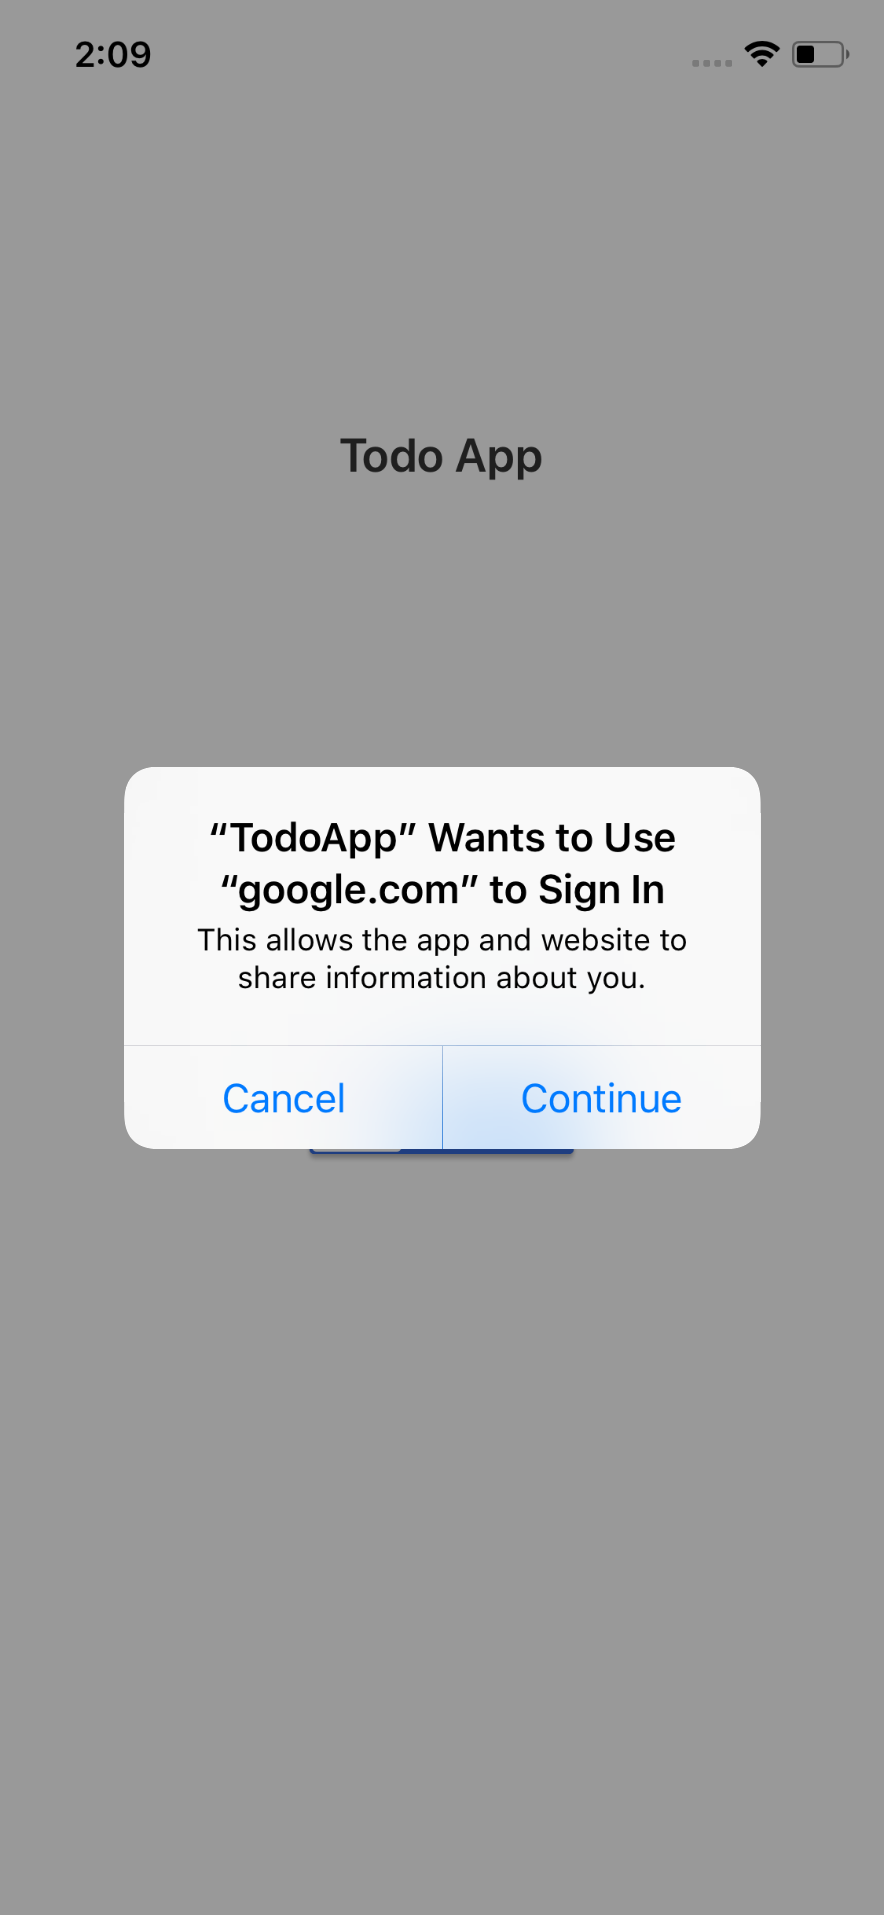 2:09
Todo App
“TodoApp” Wants to Use
“google.com” to Sign In
This allows the app and website to
share information about you.
Cancel
Continue